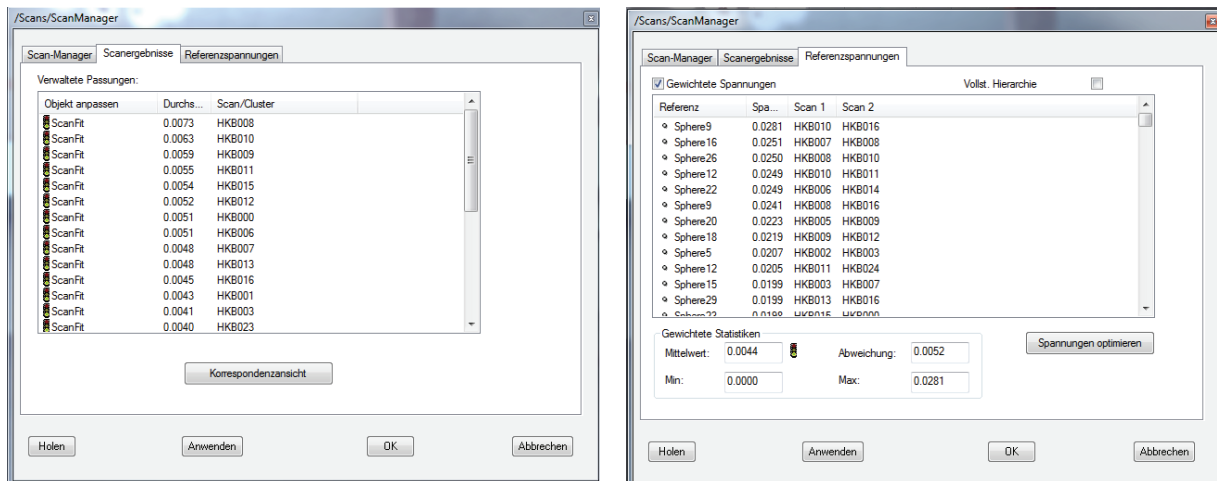 /Scans/ScanManager
Scan-Manager Scanergebnisse Referenzspannungen
Verwaltete Passungen:
Objekt anpassen Durchs... Scan/Cluster
ScanFit 0.0073 HKB008
ScanFit 0.0063 HKB010
ScanFit 0.0059 HKB009
ScanFit 0.0055 HKB011
ScanFit 0.0054 HKB015
ScanFit 0.0052 HKB012
ScanFit 0.0051 HKB000
ScanFit 0.0051 HKB006
ScanFit 0.0048 HKB007
ScanFit 0.0048 HKB013
ScanFit 0.0045 HKB016
ScanFit 0.0043 HKB001
ScanFit 0.0041 HKB003
ScanFit 0.0040 HKB023
Korrespondenzansicht
Holen Anwenden OK Abbrechen
/Scans/ScanManager
Scan-Manager Scanergebnisse Referenzspannungen
Gewichtete Spannungen Vollst. Hierarchie
Referenz Spa... Scan 1 Scan 2
Sphere9 0.0281 HKB010 HKB016
Sphere16 0.0251 HKB007 HKB008
Sphere26 0.0250 HKB008 HKB010
Sphere12 0.0249 HKB010 HKB011
Sphere22 0.0249 HKB006 HKB014
Sphere9 0.0241 HKB008 HKB016
Sphere20 0.0223 HKB005 HKB009
Sphere18 0.0219 HKB009 HKB012
Sphere5 0.0207 HKB002 HKB003
Sphere12 0.0205 HKB011 HKB024
Sphere15 0.0199 HKB003 HKB007
Sphere29 0.0199 HKB013 HKB016
0.0198 HKB015 HKB000
Gewichtete Statistiken
Mittelwert: 0.0044 Abweichung: 0.0052
Spannungen optimieren
Min: 0.0000 Max: 0.0281
Holen Anwenden OK Abbrechen